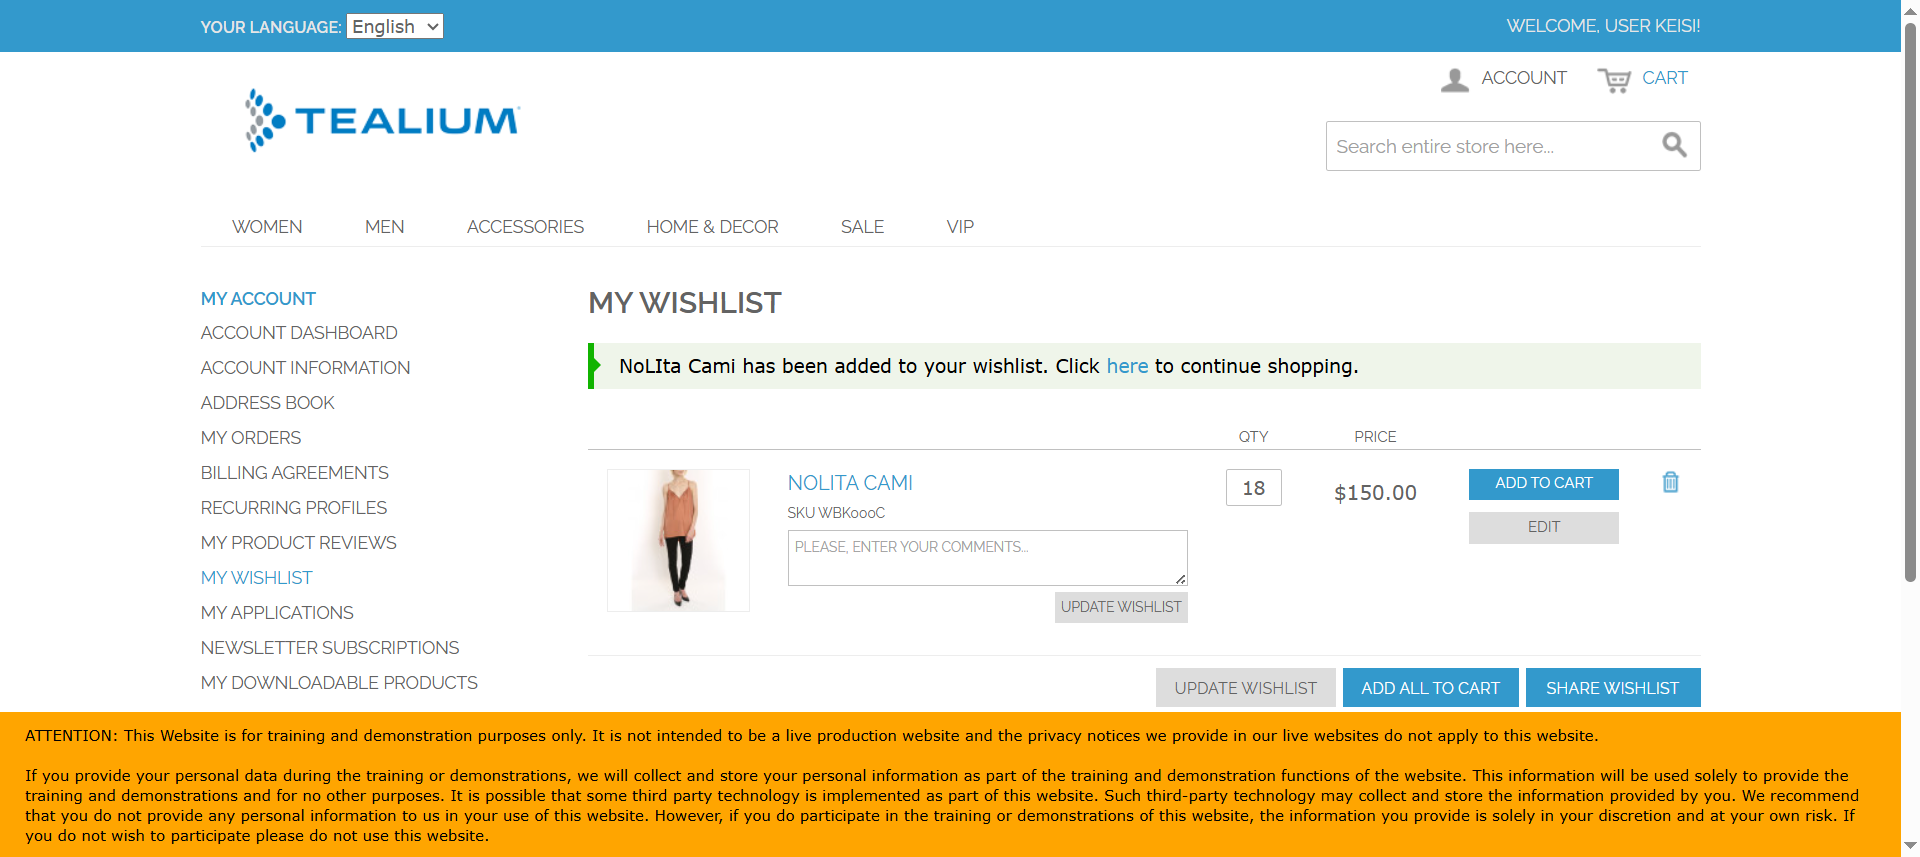 YOUR LANGUAGE: English
WELCOME, USER KEISI!
TEALIUM
ACCOUNT
CART
Search entire store here...
WOMEN MEN ACCESSORIES HOME & DECOR SALE VIP
MY ACCOUNT
ACCOUNT DASHBOARD
ACCOUNT INFORMATION
ADDRESS BOOK
MY ORDERS
BILLING AGREEMENTS
RECURRING PROFILES
MY PRODUCT REVIEWS
MY WISHLIST
MY APPLICATIONS
NEWSLETTER SUBSCRIPTIONS
MY DOWNLOADABLE PRODUCTS
MY WISHLIST
NoLIta Cami has been added to your wishlist. Click here to continue shopping.
QTY PRICE
NOLITA CAMI
SKU WBK000C
PLEASE, ENTER YOUR COMMENTS...
UPDATE WISHLIST
18
$150.00
ADD TO CART
EDIT
UPDATE WISHLIST
ADD ALL TO CART
SHARE WISHLIST
ATTENTION: This Website is for training and demonstration purposes only. It is not intended to be a live production website and the privacy notices we provide in our live websites do not apply to this website.
If you provide your personal data during the training or demonstrations, we will collect and store your personal information as part of the training and demonstration functions of the website. This information will be used solely to provide the
training and demonstrations and for no other purposes. It is possible that some third party technology is implemented as part of this website. Such third-party technology may collect and store the information provided by you. We recommend
that you do not provide any personal information to us in your use of this website. However, if you do participate in the training or demonstrations of this website, the information you provide is solely in your discretion and at your own risk. If
you do not wish to participate please do not use this website.